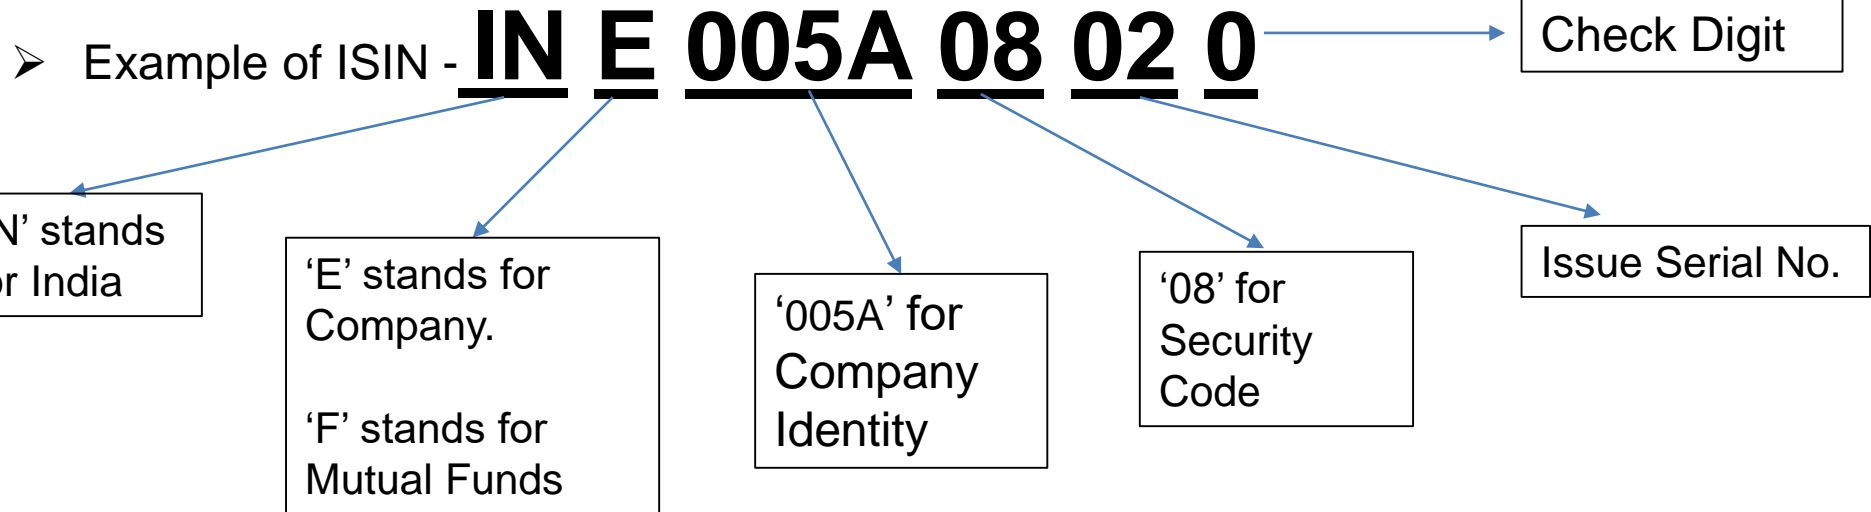 ➢ Example of ISIN - IN E 005A 08 02 0
Check Digit
N’ stands
r India
‘E’ stands for
Company.
‘F’ stands for
Mutual Funds
‘005A’ for
Company
Identity
‘08’ for
Security
Code
Issue Serial No.